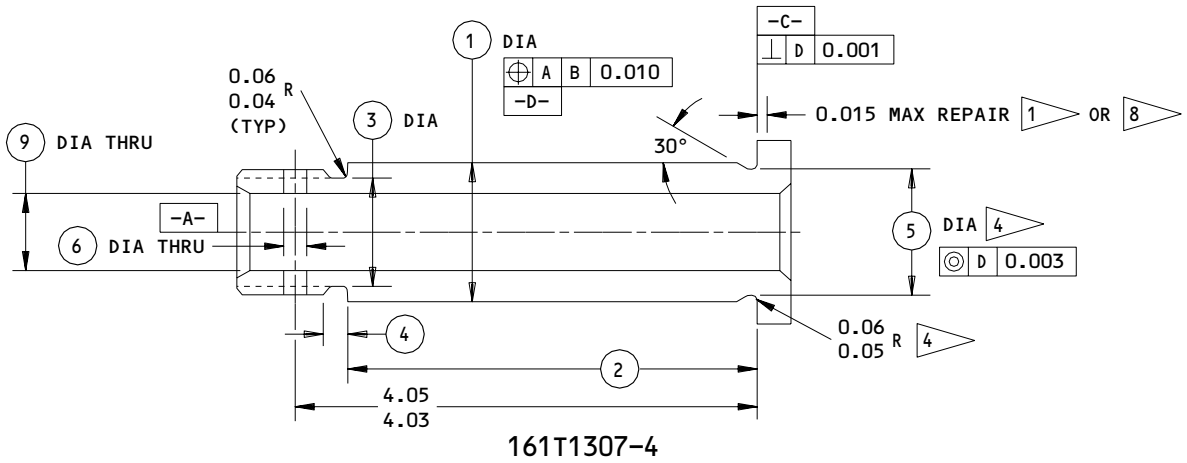 -C-
⊥ D 0.001
1 DIA
⌖ A B 0.010
-D-
0.06
0.04 R
(TYP)
3 DIA
30°
0.015 MAX REPAIR 1 OR 8
9 DIA THRU
-A-
6 DIA THRU
5 DIA 4
◎ D 0.003
4
0.06
0.05 R 4
2
4.05
4.03
161T1307-4